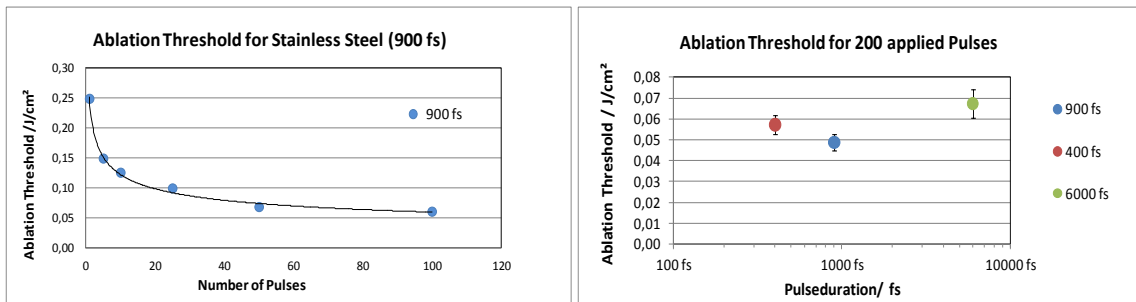 Ablation Threshold for Stainless Steel (900 fs)
Ablation Threshold /J/cm²
0,30
0,25
0,20
0,15
0,10
0,05
0,00
0
20
40
60
80
100
120
Number of Pulses
900 fs
Ablation Threshold for 200 applied Pulses
Ablation Threshold / J/cm²
0,08
0,07
0,06
0,05
0,04
0,03
0,02
0,01
0,00
100 fs
1000 fs
10000 fs
Pulseduration/ fs
900 fs
400 fs
6000 fs